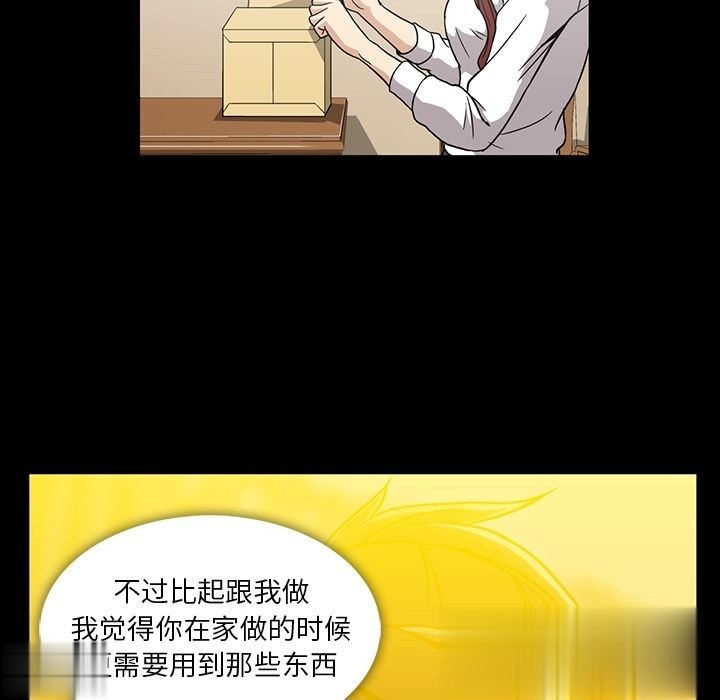 不过比起跟我做
我觉得你在家做的时候
更需要用到那些东西